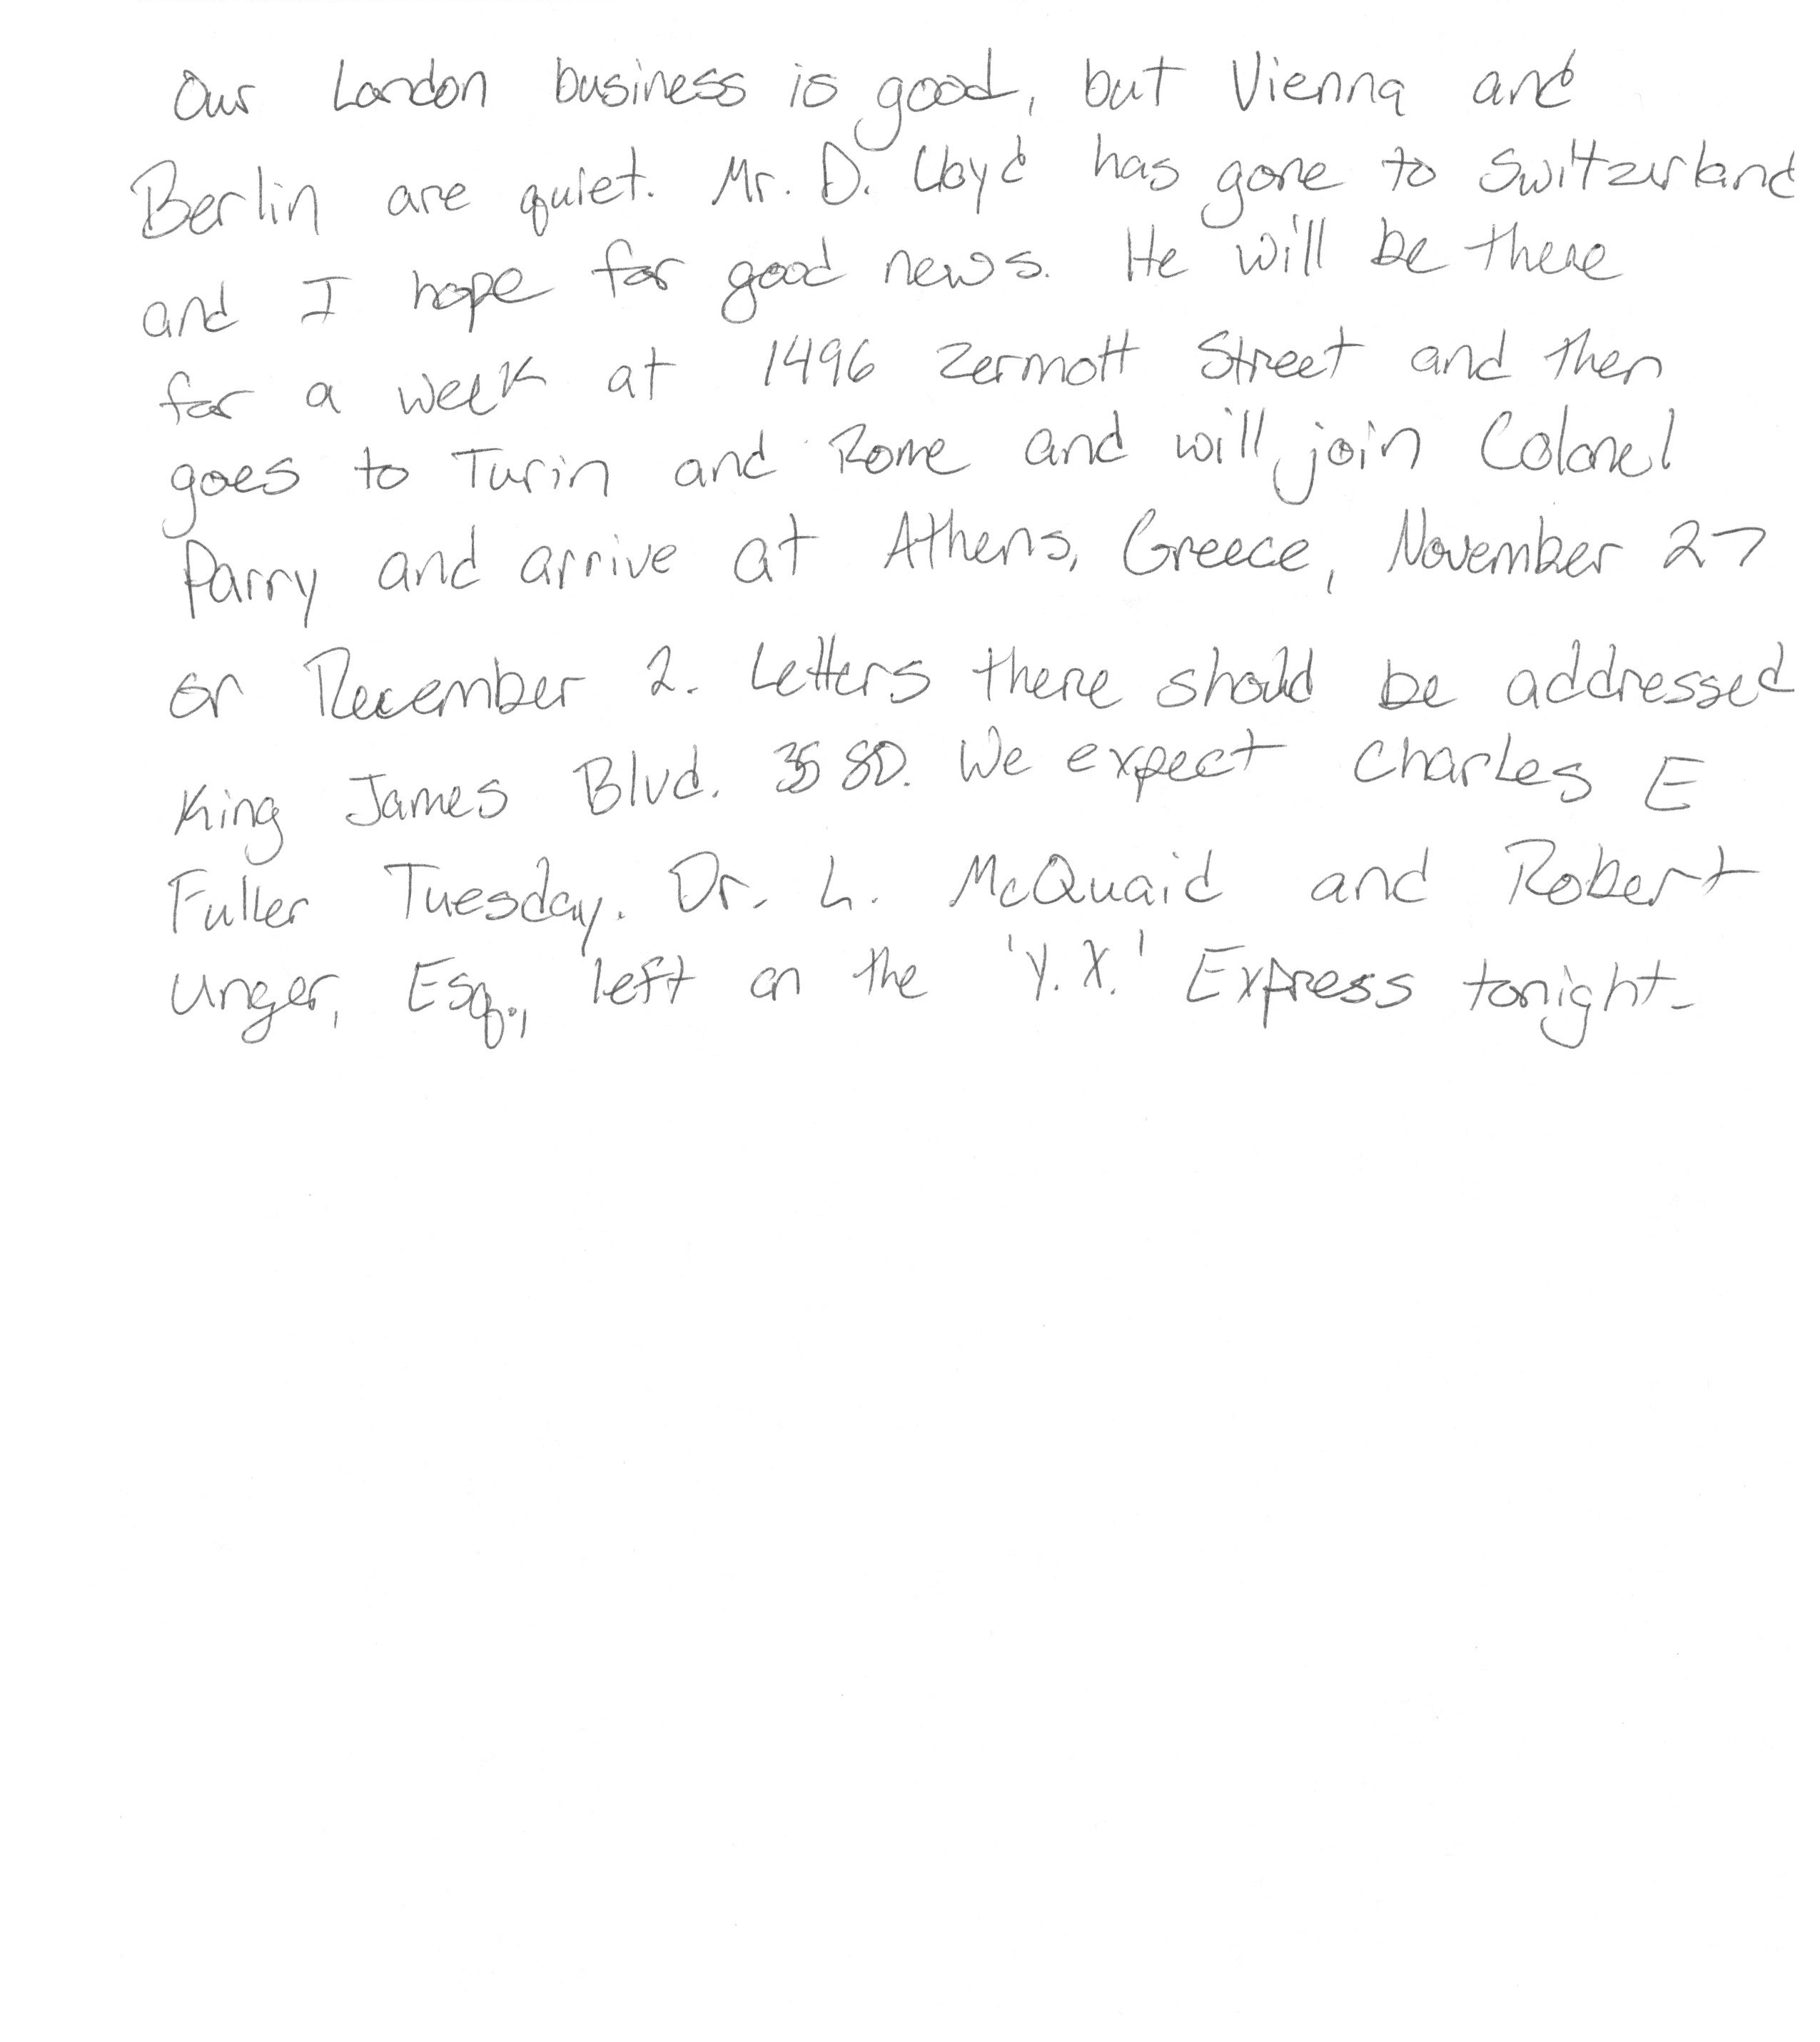 Our London business is good, but Vienna and
Berlin are quiet. Mr. D. Lloyd has gone to Switzerland
and I hope for good news. He will be there
for a week at 1496 Zermott Street and then
goes to Turin and Rome and will join Colonel
Parry and arrive at Athens, Greece, November 27
or December 2. Letters there should be addressed
King James Blvd. 3580. We expect Charles E
Fuller Tuesday. Dr. L. McQuaid and Robert
Unger, Esq., left on the 'Y.X.' Express tonight.